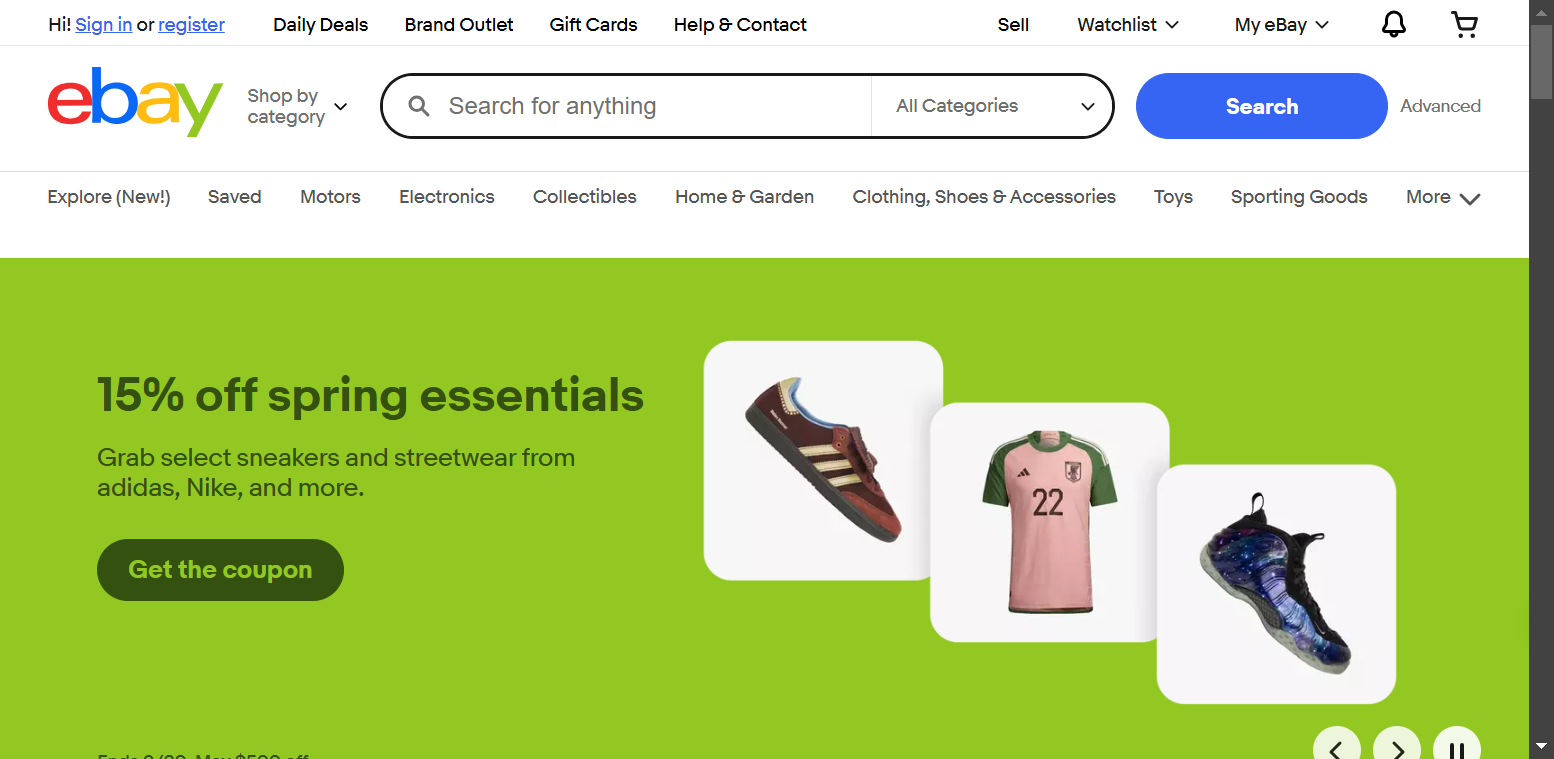 Hi! Sign in or register Daily Deals Brand Outlet Gift Cards Help & Contact Sell Watchlist My eBay
ebay
Shop by
category
Search for anything
All Categories
Search
Advanced
Explore (New!) Saved Motors Electronics Collectibles Home & Garden Clothing, Shoes & Accessories Toys Sporting Goods More
15% off spring essentials
Grab select sneakers and streetwear from
adidas, Nike, and more.
Get the coupon
22